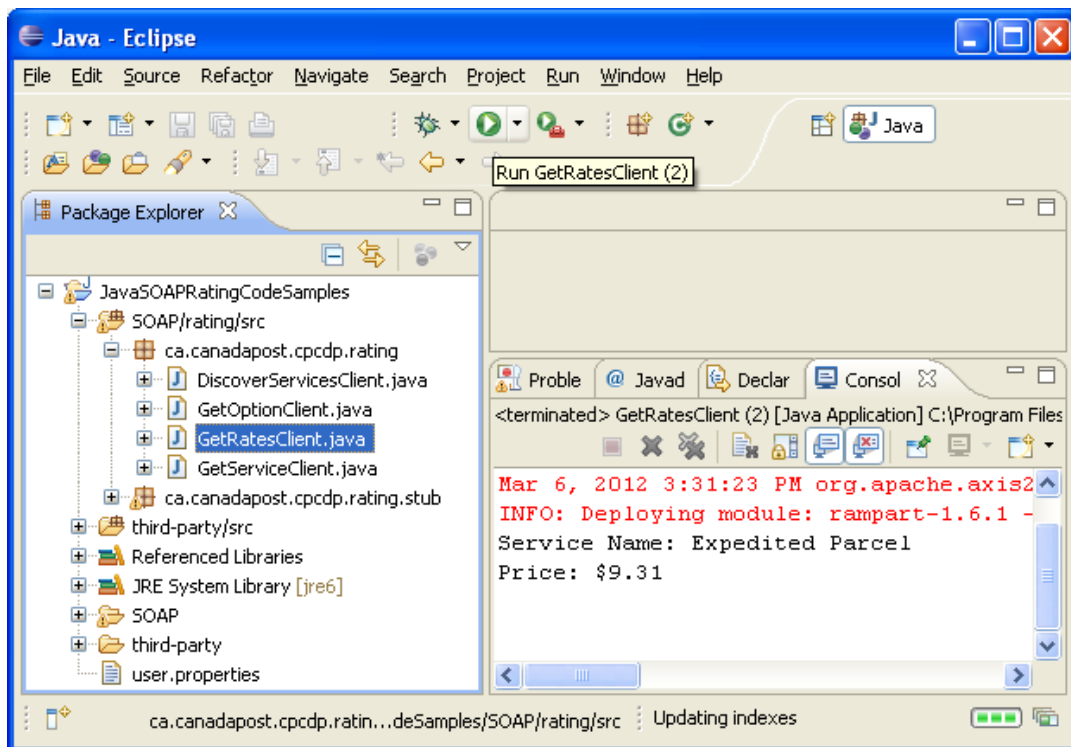 Java - Eclipse
File Edit Source Refactor Navigate Search Project Run Window Help
Java
Run GetRatesClient (2)
Package Explorer
JavaSOAPRatingCodeSamples
SOAP/rating/src
ca.canadapost.cpcdp.rating
DiscoverServicesClient.java
GetOptionClient.java
GetRatesClient.java
GetServiceClient.java
ca.canadapost.cpcdp.rating.stub
third-party/src
Referenced Libraries
JRE System Library [jre6]
SOAP
third-party
user.properties
Proble @ Javad Declar Consol
<terminated> GetRatesClient (2) [Java Application] C:\Program Files
Mar 6, 2012 3:31:23 PM org.apache.axis2
INFO: Deploying module: rampart-1.6.1 -
Service Name: Expedited Parcel
Price: $9.31
ca.canadapost.cpcdp.ratin...deSamples/SOAP/rating/src Updating indexes